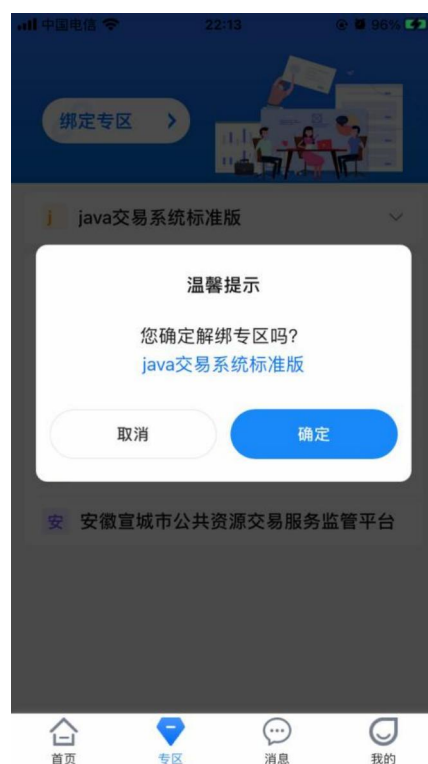 中国电信 22:13 96%
绑定专区
j java交易系统标准版
温馨提示
您确定解绑专区吗?
java交易系统标准版
取消 确定
安 安徽宣城市公共资源交易服务监管平台
首页 专区 消息 我的